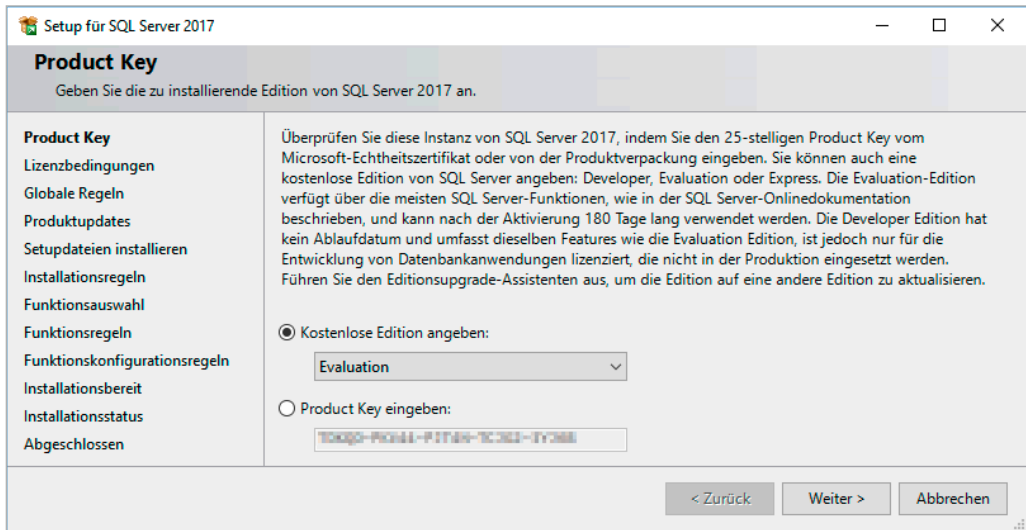 Setup für SQL Server 2017
Product Key
Geben Sie die zu installierende Edition von SQL Server 2017 an.
Product Key
Lizenzbedingungen
Globale Regeln
Produktupdates
Setupdateien installieren
Installationsregeln
Funktionsauswahl
Funktionsregeln
Funktionskonfigurationsregeln
Installationsbereit
Installationsstatus
Abgeschlossen
Überprüfen Sie diese Instanz von SQL Server 2017, indem Sie den 25-stelligen Product Key vom
Microsoft-Echtheitszertifikat oder von der Produktverpackung eingeben. Sie können auch eine
kostenlose Edition von SQL Server angeben: Developer, Evaluation oder Express. Die Evaluation-Edition
verfügt über die meisten SQL Server-Funktionen, wie in der SQL Server-Onlinedokumentation
beschrieben, und kann nach der Aktivierung 180 Tage lang verwendet werden. Die Developer Edition hat
kein Ablaufdatum und umfasst dieselben Features wie die Evaluation Edition, ist jedoch nur für die
Entwicklung von Datenbankanwendungen lizenziert, die nicht in der Produktion eingesetzt werden.
Führen Sie den Editionsupgrade-Assistenten aus, um die Edition auf eine andere Edition zu aktualisieren.
Kostenlose Edition angeben:
Evaluation
Product Key eingeben:
< Zurück
Weiter >
Abbrechen